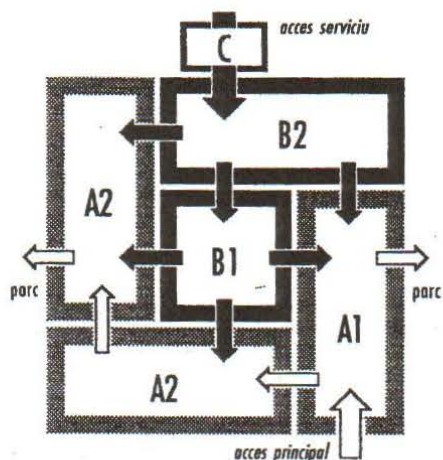 acces serviciu
C
B2
A2
B1
parc
parc
A1
A2
acces principal